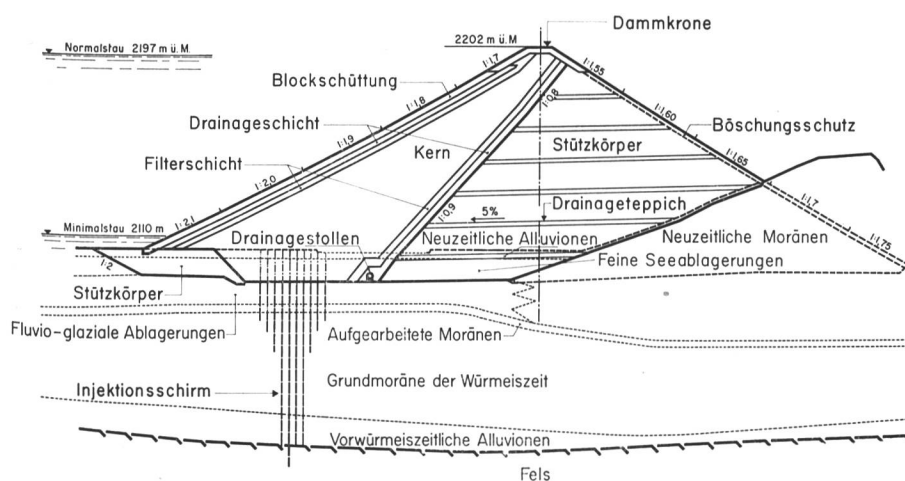 Dammkrone
2202 m ü.M
Normalstau 2197 m ü.M.
1:1,7
1:1,55
Blockschüttung
1:1,8
1:0,8
1:1,60
Drainageschicht
1:1,9
Böschungsschutz
Kern
Stützkörper
Filterschicht
1:2,0
1:1,65
1:2,1
1:0,9
5%
Drainageteppich
1:1,7
Minimalstau 2110 m
Drainagestollen
Neuzeitliche Alluvionen
Neuzeitliche Moränen
1:1,75
1:2
Feine Seeablagerungen
Stützkörper
Fluvio-glaziale Ablagerungen
Aufgearbeitete Moränen
Grundmoräne der Würmeiszeit
Injektionsschirm
Vorwürmeiszeitliche Alluvionen
Fels